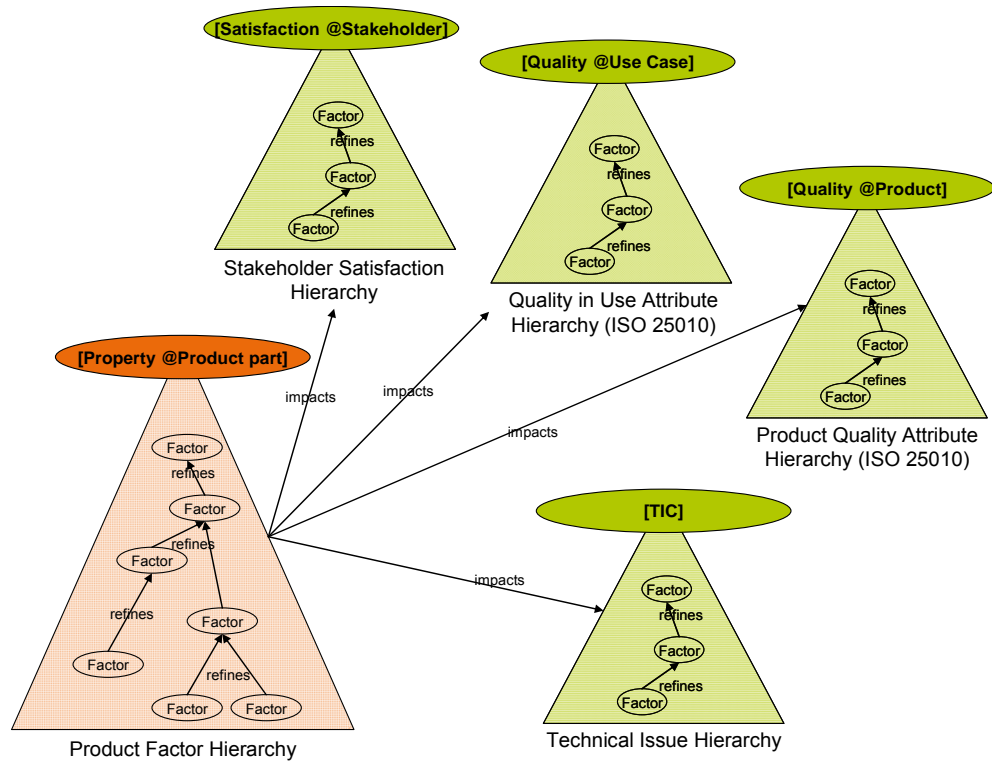 [Satisfaction @Stakeholder]
Factor
refines
Factor
refines
Factor
Stakeholder Satisfaction
Hierarchy
[Quality @Use Case]
Factor
refines
Factor
refines
Factor
Quality in Use Attribute
Hierarchy (ISO 25010)
[Quality @Product]
Factor
refines
Factor
refines
Factor
Product Quality Attribute
Hierarchy (ISO 25010)
[Property @Product part]
Factor
refines
Factor
refines
Factor
refines
Factor
Factor
refines
Factor
Factor
Product Factor Hierarchy
impacts
impacts
impacts
impacts
[TIC]
Factor
refines
Factor
refines
Factor
Technical Issue Hierarchy